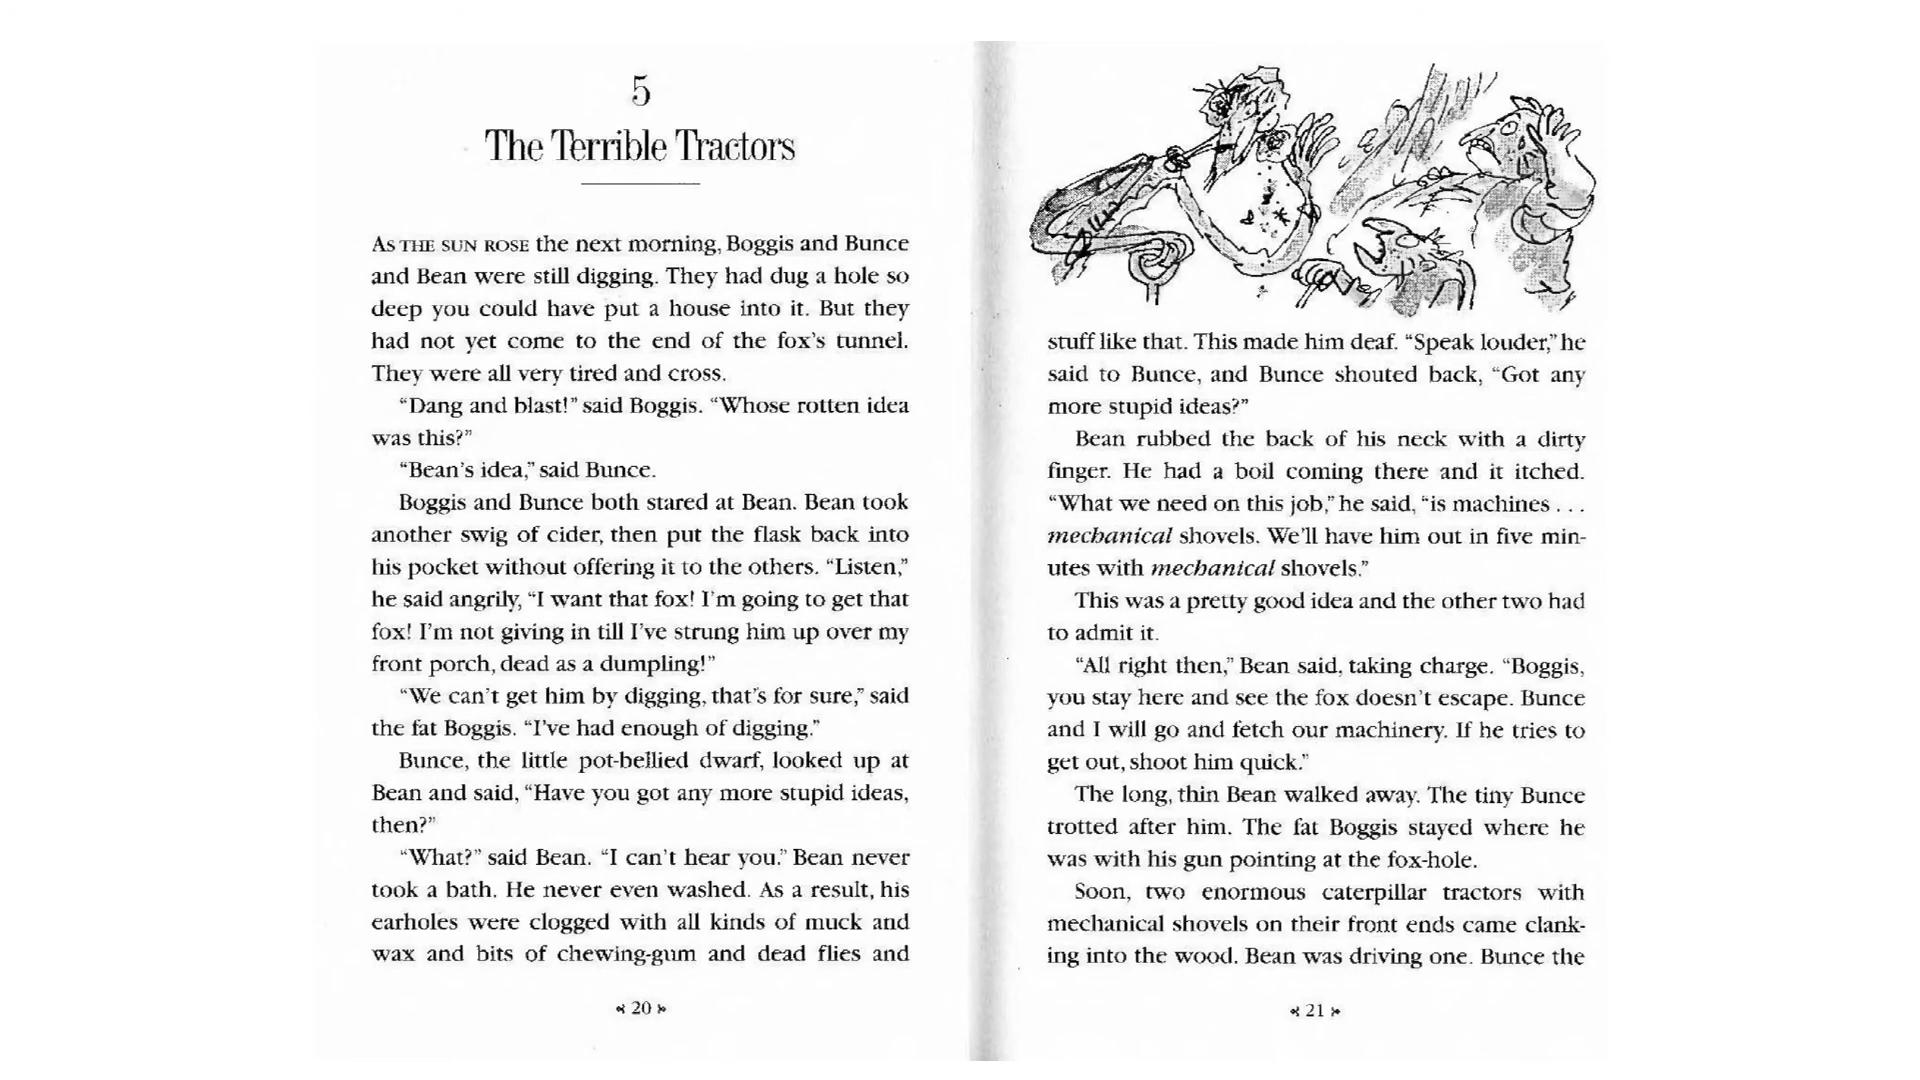 5
The Terrible Tractors
AS THE SUN ROSE the next morning, Boggis and Bunce
and Bean were still digging. They had dug a hole so
deep you could have put a house into it. But they
had not yet come to the end of the fox's tunnel.
They were all very tired and cross.
"Dang and blast!" said Boggis. "Whose rotten idea
was this?"
"Bean's idea," said Bunce.
Boggis and Bunce both stared at Bean. Bean took
another swig of cider, then put the flask back into
his pocket without offering it to the others. "Listen,"
he said angrily, "I want that fox! I'm going to get that
fox! I'm not giving in till I've strung him up over my
front porch, dead as a dumpling!"
"We can't get him by digging, that's for sure," said
the fat Boggis. "I've had enough of digging."
Bunce, the little pot-bellied dwarf, looked up at
Bean and said, "Have you got any more stupid ideas,
then?"
"What?" said Bean. "I can't hear you." Bean never
took a bath. He never even washed. As a result, his
earholes were clogged with all kinds of muck and
wax and bits of chewing-gum and dead flies and
20
stuff like that. This made him deaf. "Speak louder," he
said to Bunce, and Bunce shouted back, "Got any
more stupid ideas?"
Bean rubbed the back of his neck with a dirty
finger. He had a boil coming there and it itched.
"What we need on this job," he said, "is machines . . .
mechanical shovels. We'll have him out in five min-
utes with mechanical shovels."
This was a pretty good idea and the other two had
to admit it.
"All right then," Bean said, taking charge. "Boggis,
you stay here and see the fox doesn't escape. Bunce
and I will go and fetch our machinery. If he tries to
get out, shoot him quick."
The long, thin Bean walked away. The tiny Bunce
trotted after him. The fat Boggis stayed where he
was with his gun pointing at the fox-hole.
Soon, two enormous caterpillar tractors with
mechanical shovels on their front ends came clank-
ing into the wood. Bean was driving one. Bunce the
21